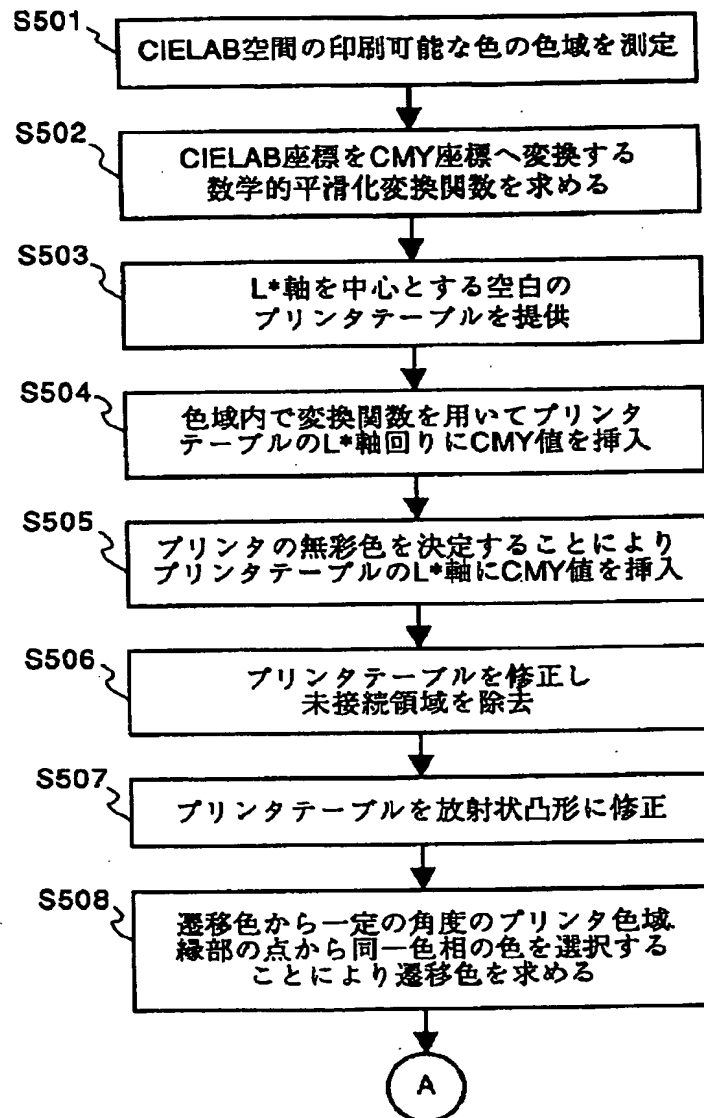 S501
CIELAB空間の印刷可能な色の色域を測定
S502
CIELAB座標をCMY座標へ変換する
数学的平滑化変換関数を求める
S503
L*軸を中心とする空白の
プリンタテーブルを提供
S504
色域内で変換関数を用いてプリンタ
テーブルのL*軸回りにCMY値を挿入
S505
プリンタの無彩色を決定することにより
プリンタテーブルのL*軸にCMY値を挿入
S506
プリンタテーブルを修正し
未接続領域を除去
S507
プリンタテーブルを放射状凸形に修正
S508
遷移色から一定の角度のプリンタ色域
縁部の点から同一色相の色を選択する
ことにより遷移色を求める
A